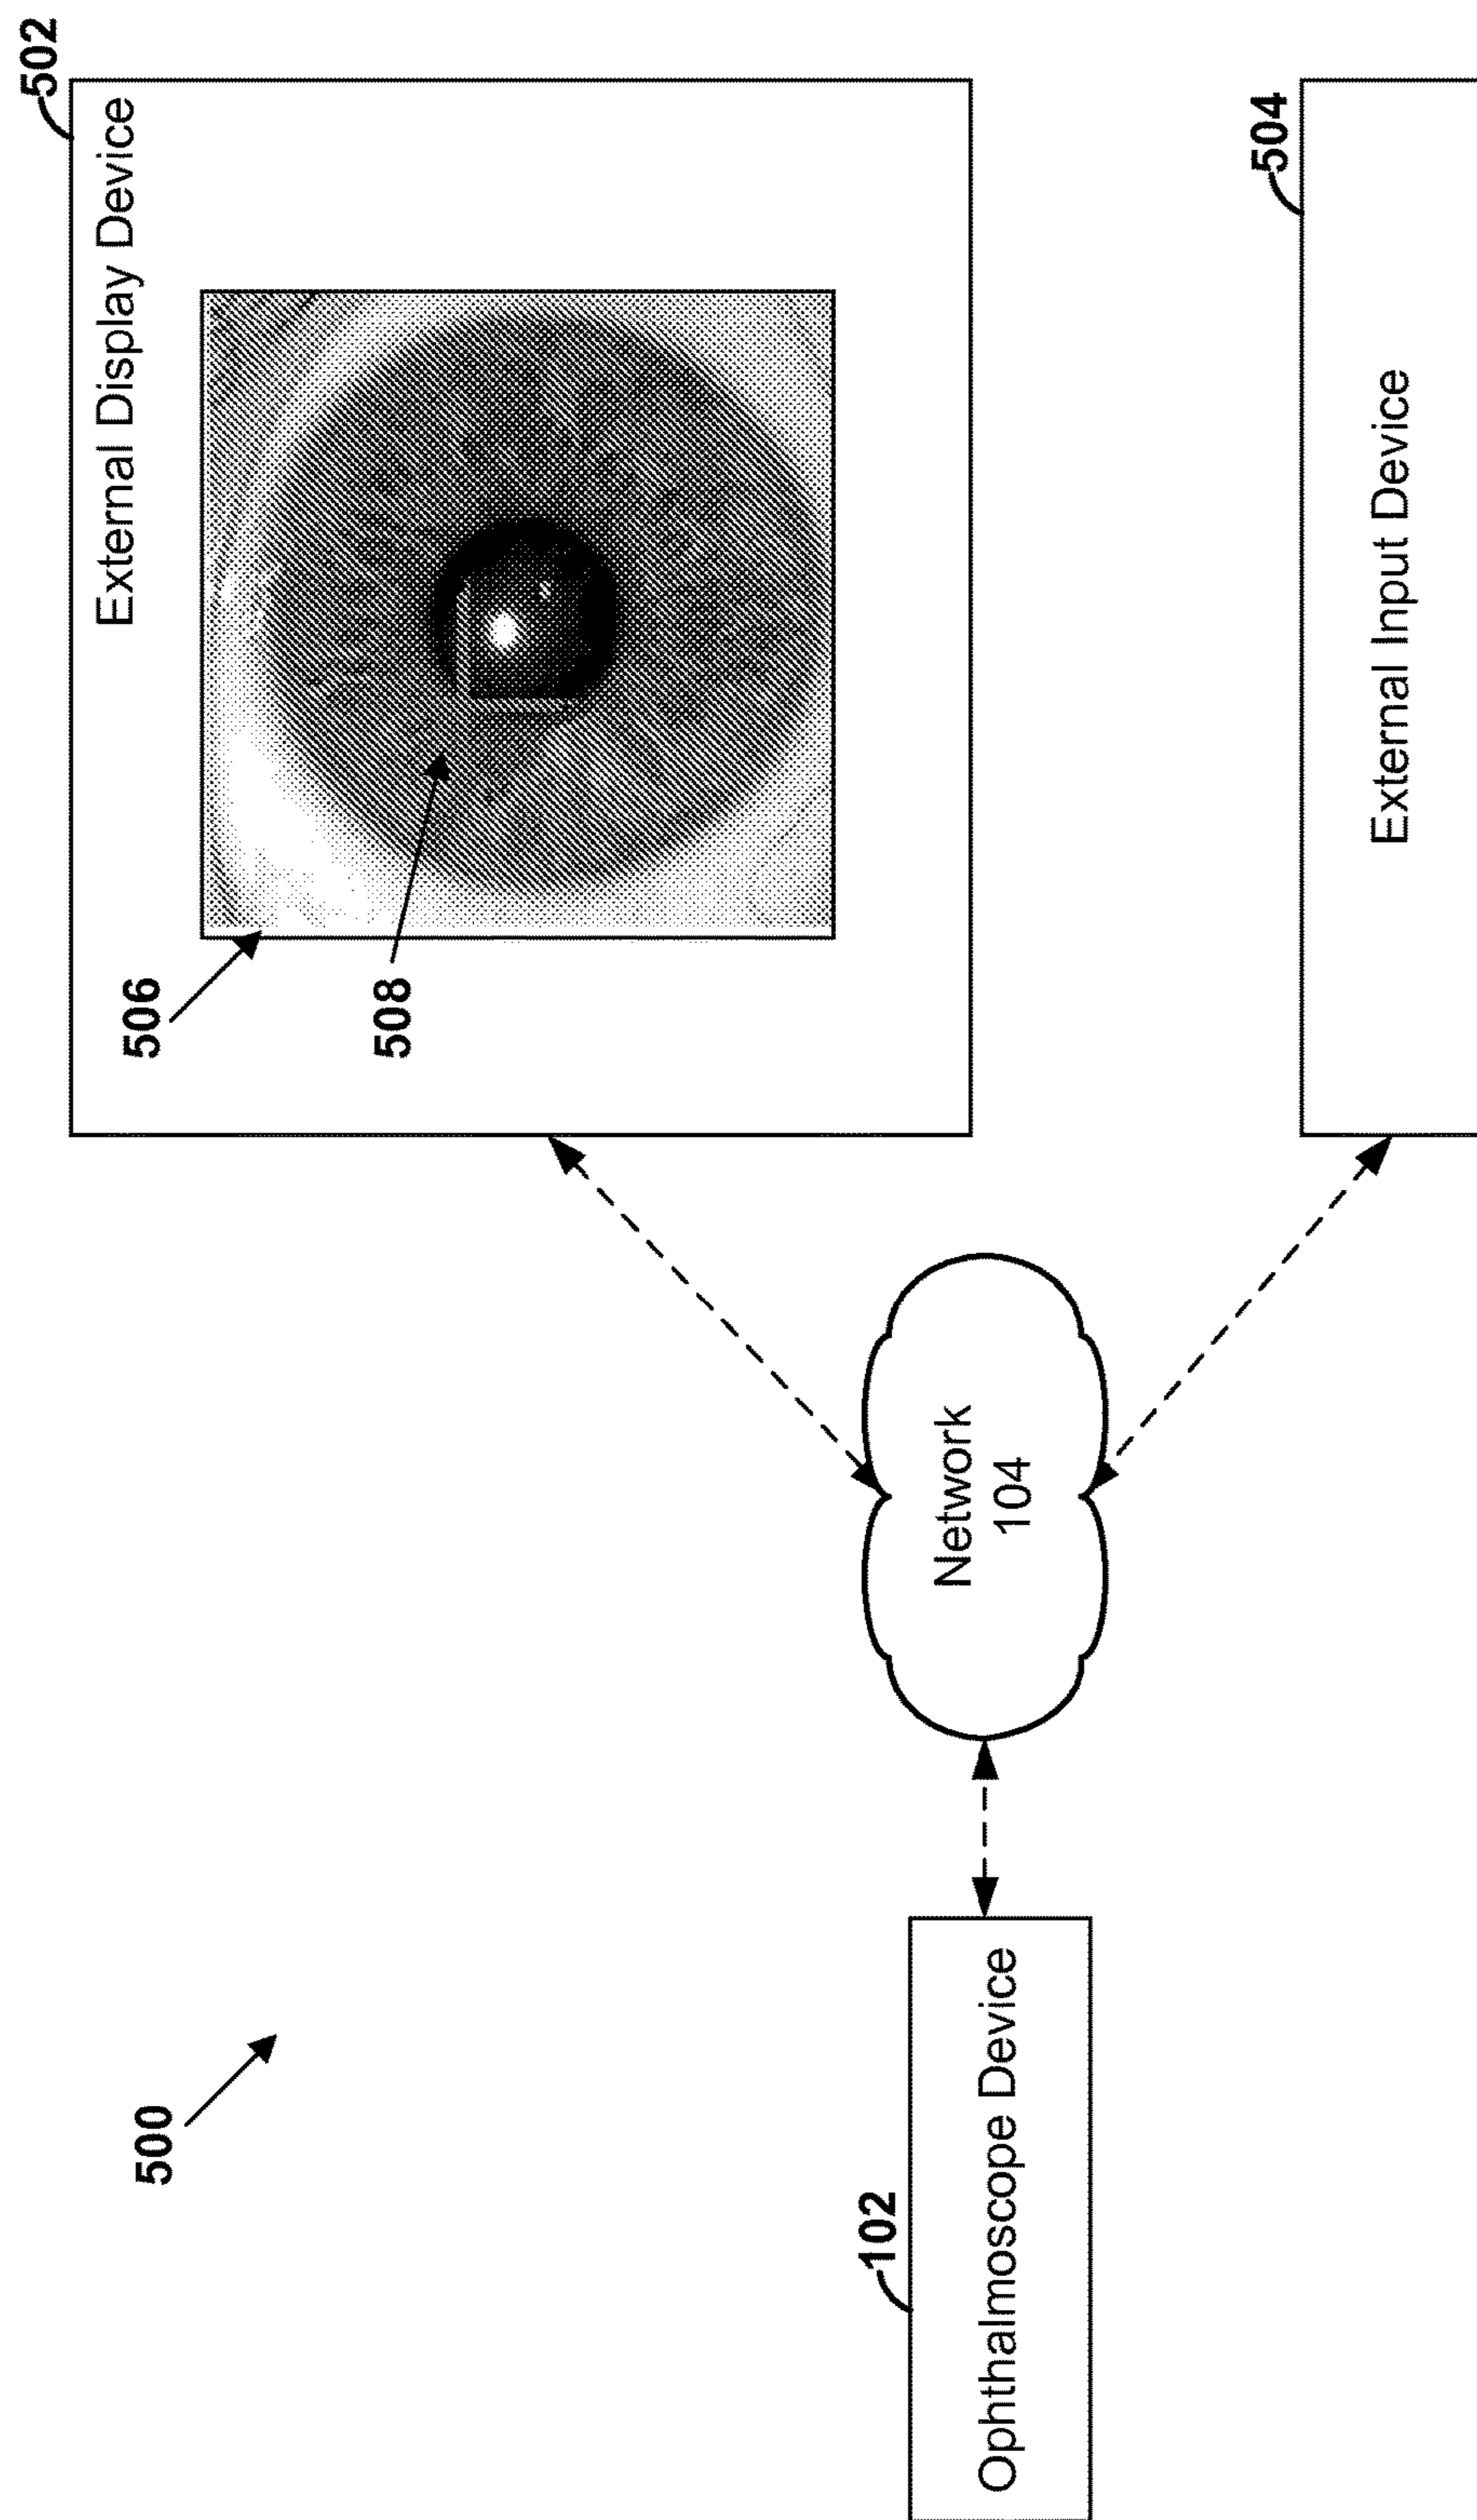 500
102
Ophthalmoscope Device
Network
104
502
External Display Device
506
508
504
External Input Device